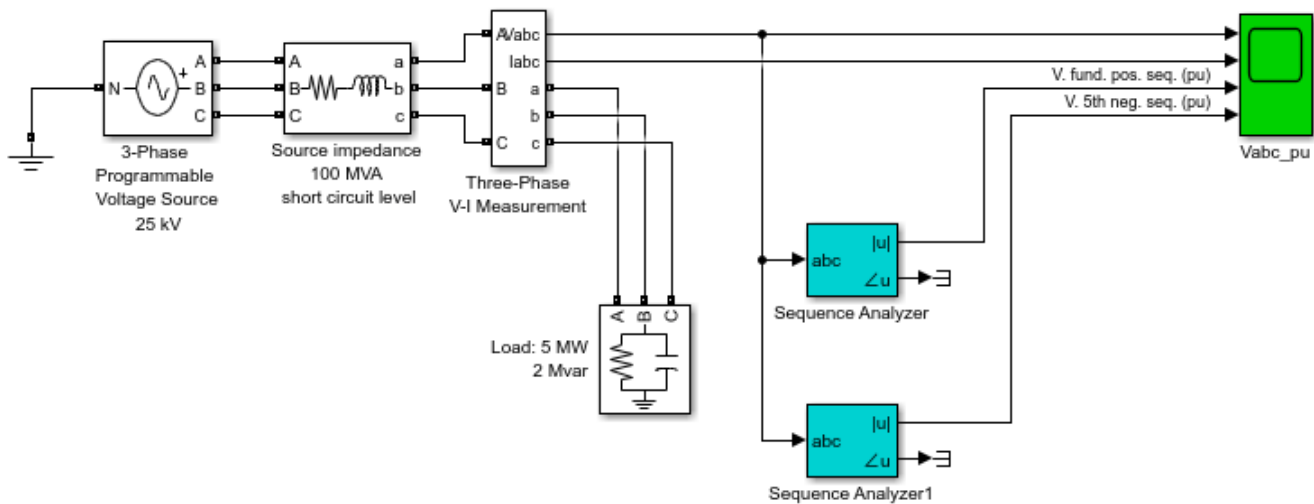 N
A
B
C
+
3-Phase
Programmable
Voltage Source
25 kV
A
B
C
a
b
c
Source impedance
100 MVA
short circuit level
A
B
C
Vabc
Iabc
a
b
c
Three-Phase
V-I Measurement
V. fund. pos. seq. (pu)
V. 5th neg. seq. (pu)
Vabc_pu
abc
|u|
∠u
Sequence Analyzer
A
B
C
Load: 5 MW
2 Mvar
abc
|u|
∠u
Sequence Analyzer1